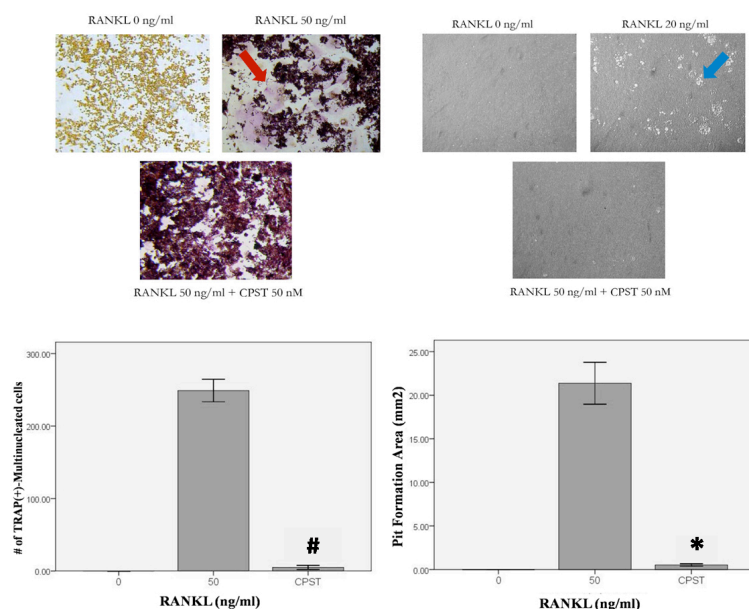 RANKL 0 ng/ml
RANKL 50 ng/ml
RANKL 20 ng/ml
RANKL 0 ng/ml
RANKL 50 ng/ml + CPST 50 nM
RANKL 50 ng/ml + CPST 50 nM
# of TRAP(+)-Multinucleated cells
300.00
200.00
100.00
0.00
#
0
50
CPST
RANKL (ng/ml)
Pit Formation Area (mm2)
25.00
20.00
15.00
10.00
5.00
0.00
*
0
50
CPST
RANKL (ng/ml)